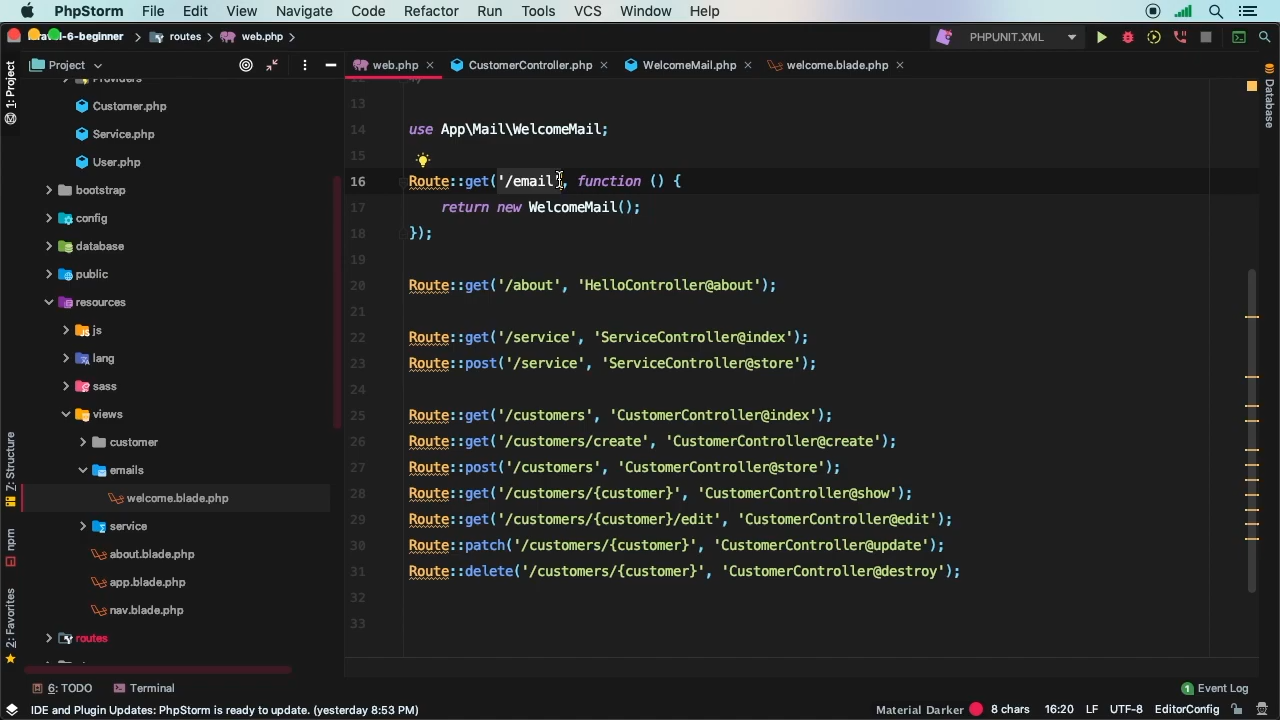 PhpStorm File Edit View Navigate Code Refactor Run Tools VCS Window Help
laravel-6-beginner routes web.php PHPUNIT.XML
1: Project
Project
web.php CustomerController.php WelcomeMail.php welcome.blade.php
Database
Providers
Customer.php
Service.php
User.php
bootstrap
config
database
public
resources
js
lang
sass
views
customer
emails
welcome.blade.php
service
about.blade.php
app.blade.php
nav.blade.php
routes
7: Structure
npm
2: Favorites
12 */
13
14 use App\Mail\WelcomeMail;
15
16 Route::get('/email', function () {
17 return new WelcomeMail();
18 });
19
20 Route::get('/about', 'HelloController@about');
21
22 Route::get('/service', 'ServiceController@index');
23 Route::post('/service', 'ServiceController@store');
24
25 Route::get('/customers', 'CustomerController@index');
26 Route::get('/customers/create', 'CustomerController@create');
27 Route::post('/customers', 'CustomerController@store');
28 Route::get('/customers/{customer}', 'CustomerController@show');
29 Route::get('/customers/{customer}/edit', 'CustomerController@edit');
30 Route::patch('/customers/{customer}', 'CustomerController@update');
31 Route::delete('/customers/{customer}', 'CustomerController@destroy');
32
33
6: TODO Terminal 1 Event Log
IDE and Plugin Updates: PhpStorm is ready to update. (yesterday 8:53 PM) Material Darker 8 chars 16:20 LF UTF-8 EditorConfig